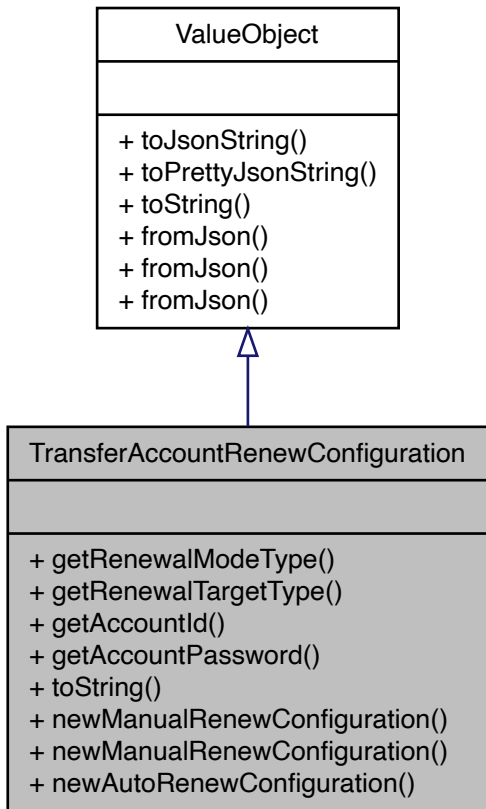 ValueObject
+ toJsonString()
+ toPrettyJsonString()
+ toString()
+ fromJson()
+ fromJson()
+ fromJson()
TransferAccountRenewConfiguration
+ getRenewalModeType()
+ getRenewalTargetType()
+ getAccountId()
+ getAccountPassword()
+ toString()
+ newManualRenewConfiguration()
+ newManualRenewConfiguration()
+ newAutoRenewConfiguration()